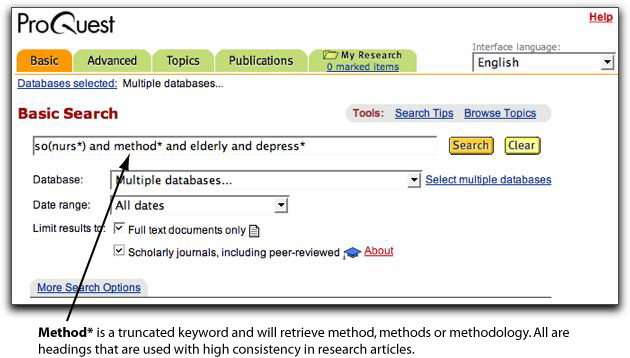 ProQuest
Help
Basic Advanced Topics Publications My Research
0 marked items
Interface language:
English
Databases selected: Multiple databases...
Basic Search
Tools: Search Tips Browse Topics
so(nurs*) and method* and elderly and depress*
Search Clear
Database: Multiple databases... Select multiple databases
Date range: All dates
Limit results to: Full text documents only
Scholarly journals, including peer-reviewed About
More Search Options
Method* is a truncated keyword and will retrieve method, methods or methodology. All are
headings that are used with high consistency in research articles.